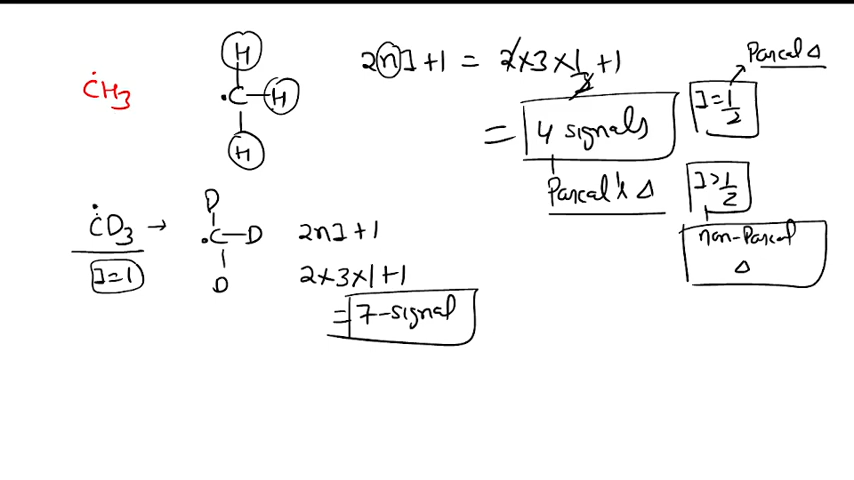 ĊH3
H
·C–H
H
2nI+1 = 2×3×1/2+1
= 4 signals
Pascal's Δ
Pascal Δ
I=1/2
I>1/2
non-Pascal
Δ
ĊD3 →
I=1
D
·C–D
D
2nI+1
2×3×1+1
= 7-signal